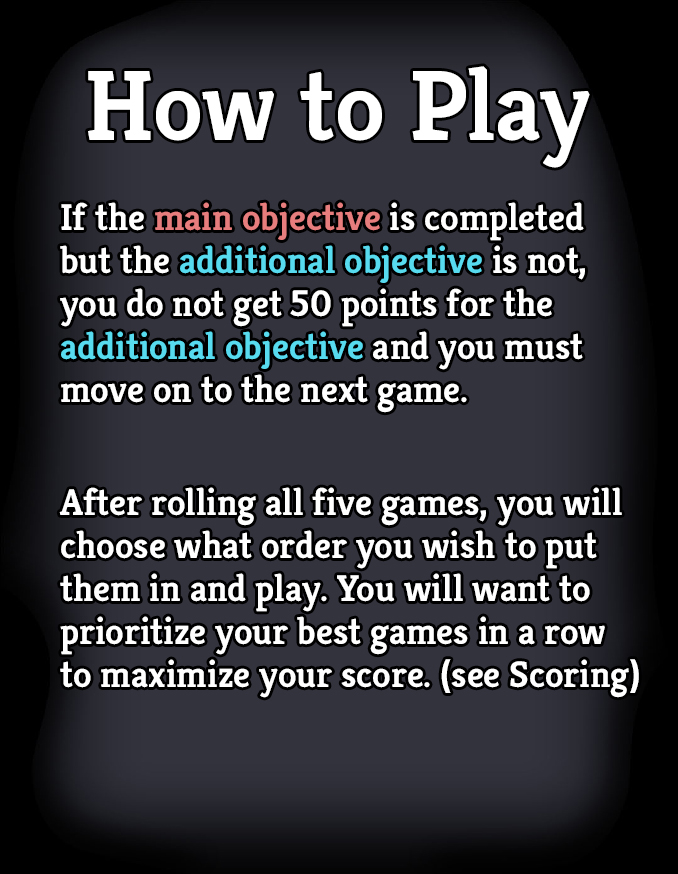 How to Play
If the main objective is completed
but the additional objective is not,
you do not get 50 points for the
additional objective and you must
move on to the next game.
After rolling all five games, you will
choose what order you wish to put
them in and play. You will want to
prioritize your best games in a row
to maximize your score. (see Scoring)